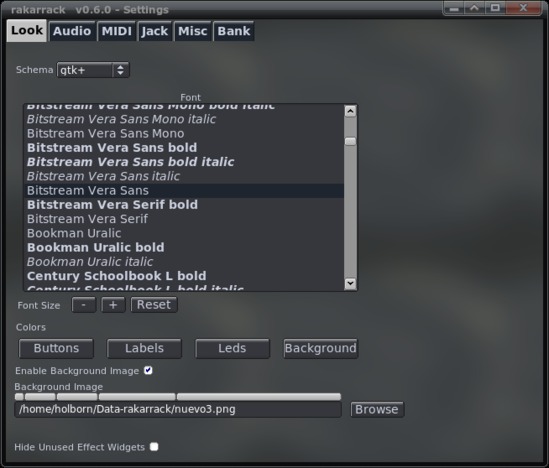 rakarrack v0.6.0 – Settings
Look Audio MIDI Jack Misc Bank
Schema gtk+
Font
Bitstream Vera Sans Mono bold italic
Bitstream Vera Sans Mono italic
Bitstream Vera Sans Mono
Bitstream Vera Sans bold
Bitstream Vera Sans bold italic
Bitstream Vera Sans italic
Bitstream Vera Sans
Bitstream Vera Serif bold
Bitstream Vera Serif
Bookman Uralic
Bookman Uralic bold
Bookman Uralic italic
Century Schoolbook L bold
Century Schoolbook L bold italic
Font Size - + Reset
Colors
Buttons Labels Leds Background
Enable Background Image
Background Image
/home/holborn/Data-rakarrack/nuevo3.png Browse
Hide Unused Effect Widgets